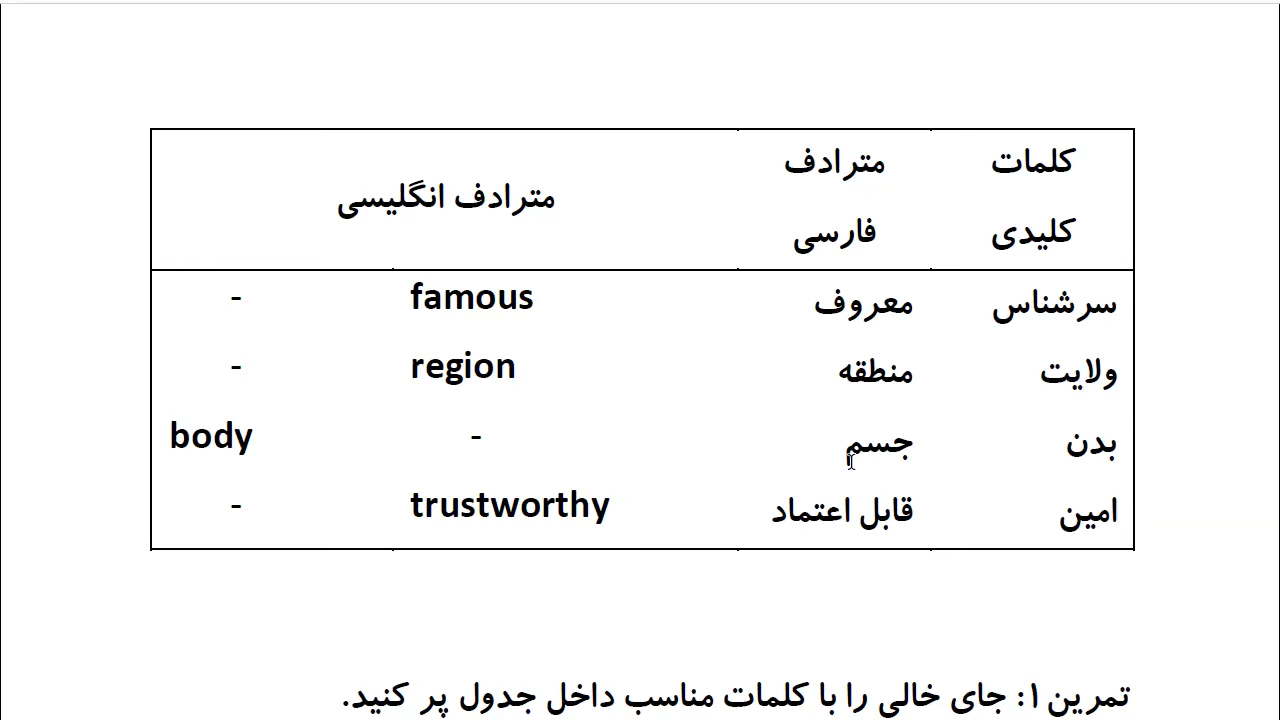 کلمات کلیدی مترادف فارسی مترادف انگلیسی
سرشناس معروف famous -
ولایت منطقه region -
بدن جسم - body
امین قابل اعتماد trustworthy -
تمرین ۱: جای خالی را با کلمات مناسب داخل جدول پر کنید.